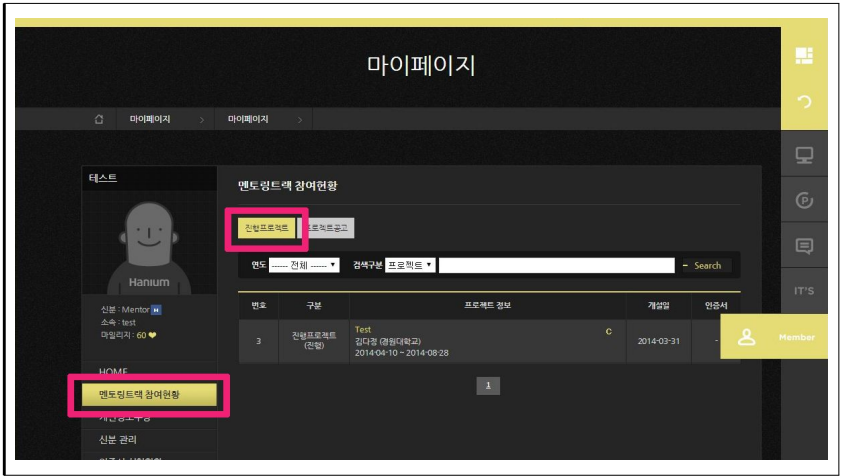 마이페이지
마이페이지 > 마이페이지 >
테스트
Hanium
신분 : Mentor M
소속 : test
마일리지 : 60
HOME
멘토링트랙 참여현황
신분 관리
멘토링트랙 참여현황
진행프로젝트
프로젝트공고
연도 ------ 전체 ------ ▼ 검색구분 프로젝트 ▼ Search
번호 구분 프로젝트 정보 개설일 인증서
3 진행프로젝트 (진행) Test C 2014-03-31 -
김다정 (경원대학교)
2014-04-10 ~ 2014-08-28
1
IT'S
Member